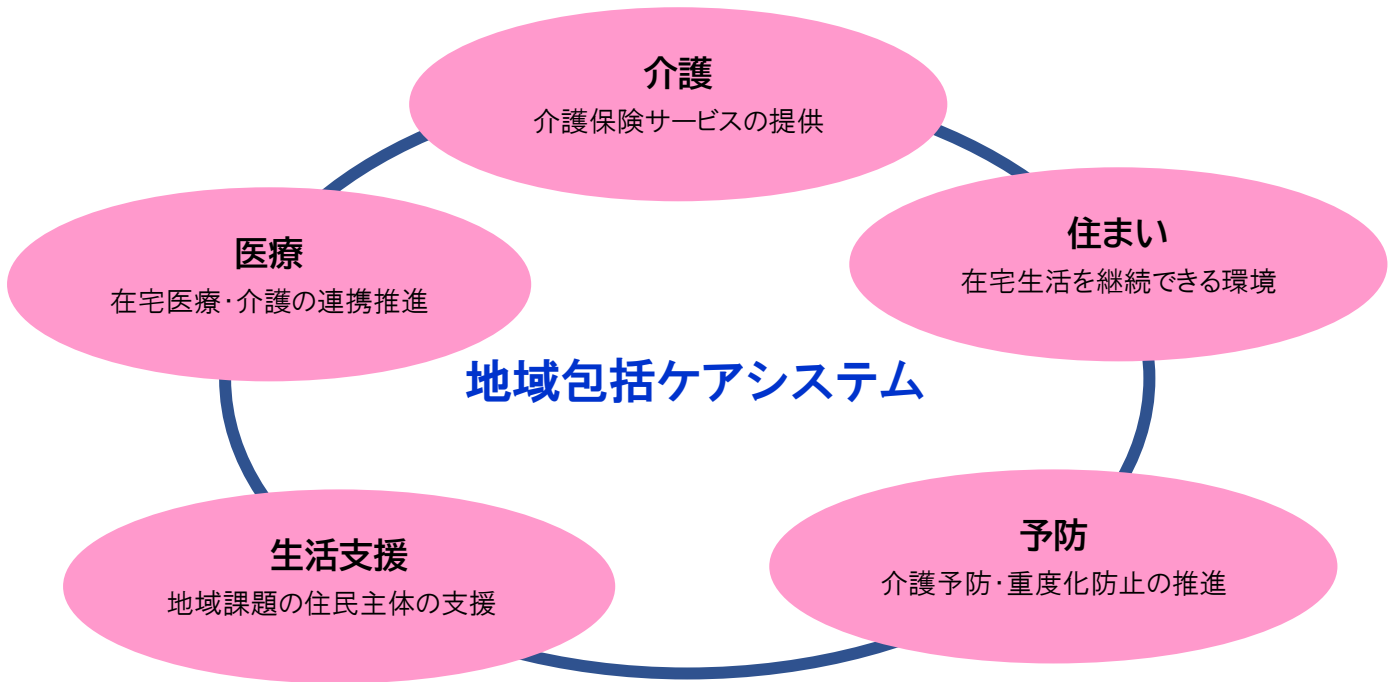 介護
介護保険サービスの提供
住まい
在宅生活を継続できる環境
医療
在宅医療・介護の連携推進
地域包括ケアシステム
予防
介護予防・重度化防止の推進
生活支援
地域課題の住民主体の支援